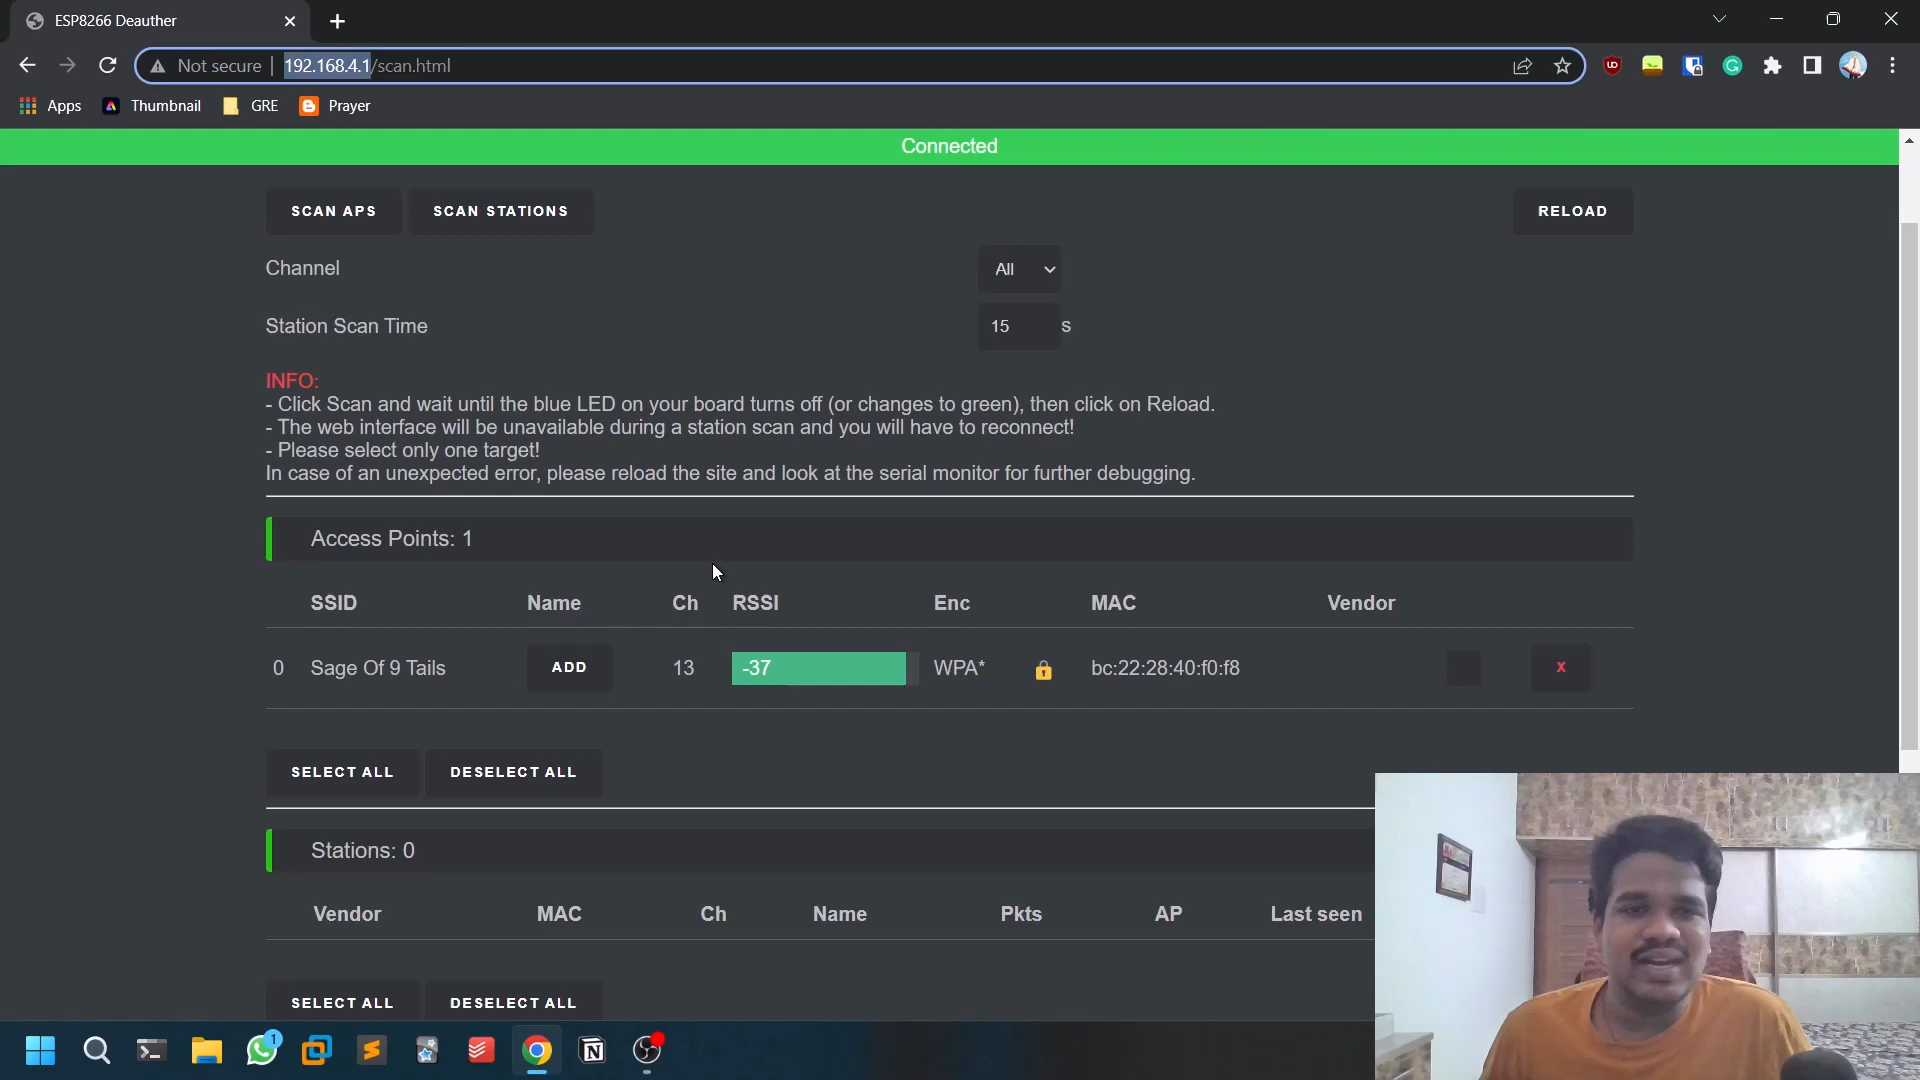 ESP8266 Deauther
Not secure | 192.168.4.1/scan.html
Apps Thumbnail GRE Prayer
Connected
SCAN APS SCAN STATIONS RELOAD
Channel All
Station Scan Time 15 s
INFO:
- Click Scan and wait until the blue LED on your board turns off (or changes to green), then click on Reload.
- The web interface will be unavailable during a station scan and you will have to reconnect!
- Please select only one target!
In case of an unexpected error, please reload the site and look at the serial monitor for further debugging.
Access Points: 1
SSID Name Ch RSSI Enc MAC Vendor
0 Sage Of 9 Tails ADD 13 -37 WPA* bc:22:28:40:f0:f8 X
SELECT ALL DESELECT ALL
Stations: 0
Vendor MAC Ch Name Pkts AP Last seen
SELECT ALL DESELECT ALL
1